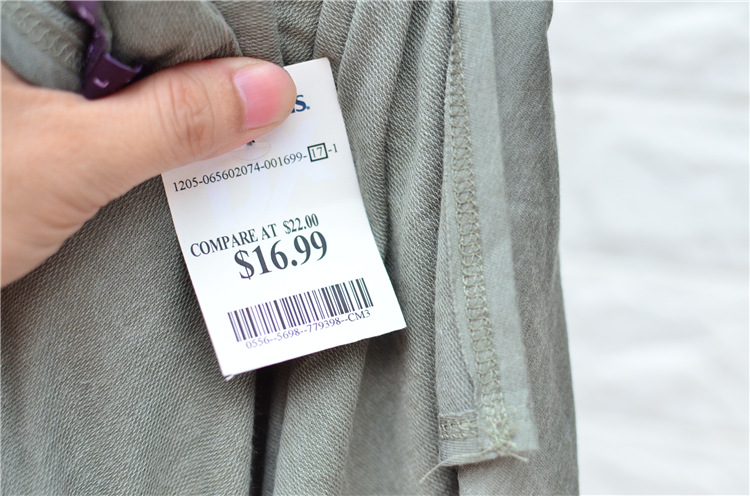 s.
1205-065602074-001699-17-1
COMPARE AT $22.00
$16.99
0556--5698--779398--CM3